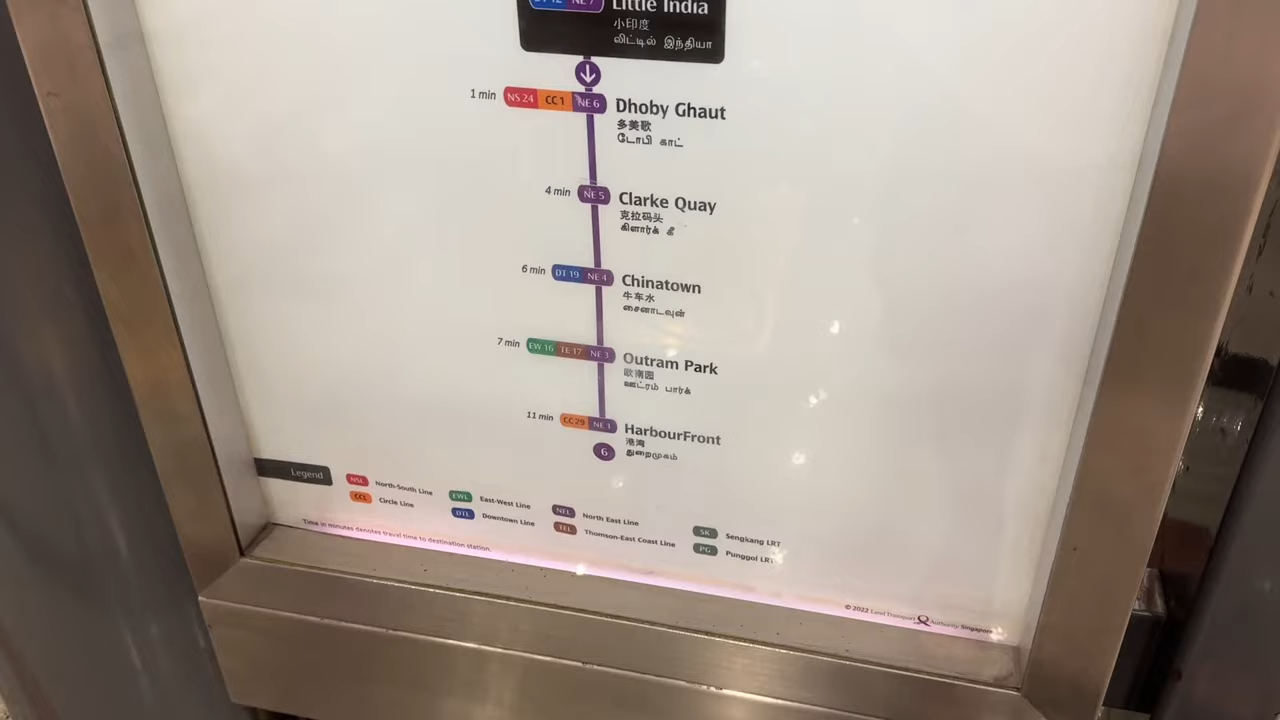 DT 12 NE 7 Little India
小印度
லிட்டில் இந்தியா
1 min NS 24 CC 1 NE 6 Dhoby Ghaut
多美歌
டோபி காட்
4 min NE 5 Clarke Quay
克拉码头
கிளார்க் கீ
6 min DT 19 NE 4 Chinatown
牛车水
சைனாடவுன்
7 min EW 16 TE 17 NE 3 Outram Park
欧南园
ஊட்ரம் பார்க்
11 min CC 29 NE 1 HarbourFront
港湾
துறைமுகம்
6
Legend
NSL North-South Line EWL East-West Line NEL North East Line SK Sengkang LRT
CCL Circle Line DTL Downtown Line TEL Thomson-East Coast Line PG Punggol LRT
Time in minutes denotes travel time to destination station.
© 2022 Land Transport Authority Singapore